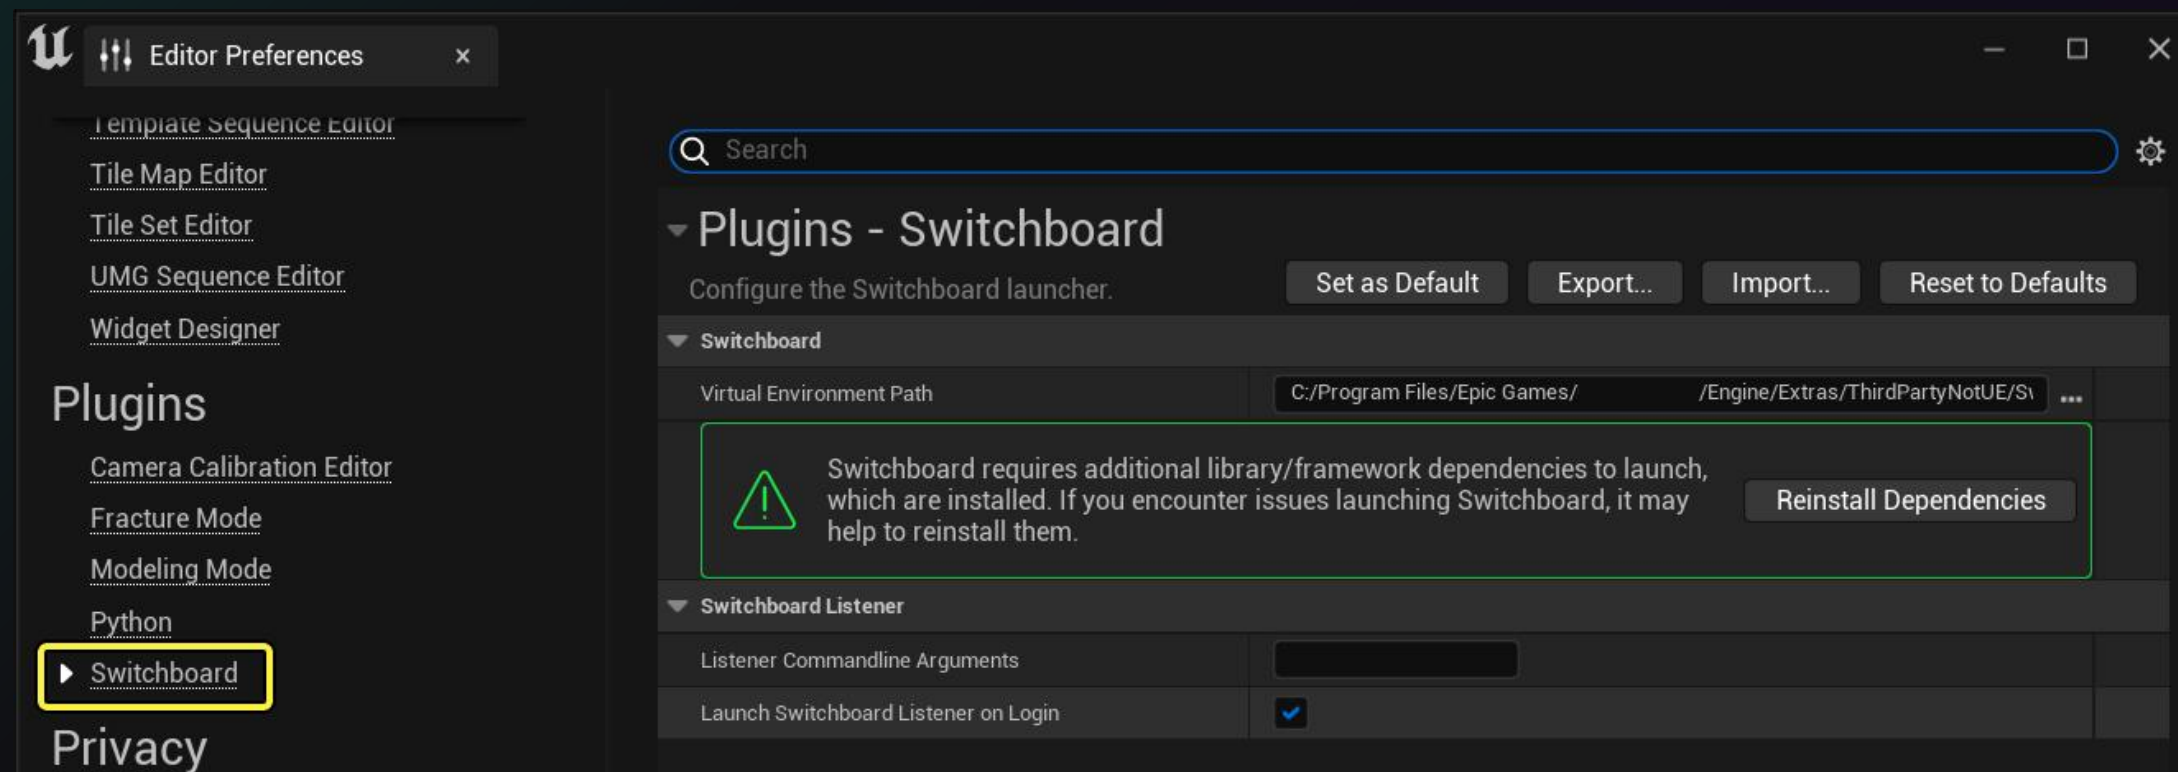 Editor Preferences
Template Sequence Editor
Tile Map Editor
Tile Set Editor
UMG Sequence Editor
Widget Designer
Plugins
Camera Calibration Editor
Fracture Mode
Modeling Mode
Python
Switchboard
Privacy
Search
Plugins - Switchboard
Configure the Switchboard launcher.
Set as Default
Export...
Import...
Reset to Defaults
Switchboard
Virtual Environment Path
C:/Program Files/Epic Games/ /Engine/Extras/ThirdPartyNotUE/
Switchboard requires additional library/framework dependencies to launch,
which are installed. If you encounter issues launching Switchboard, it may
help to reinstall them.
Reinstall Dependencies
Switchboard Listener
Listener Commandline Arguments
Launch Switchboard Listener on Login